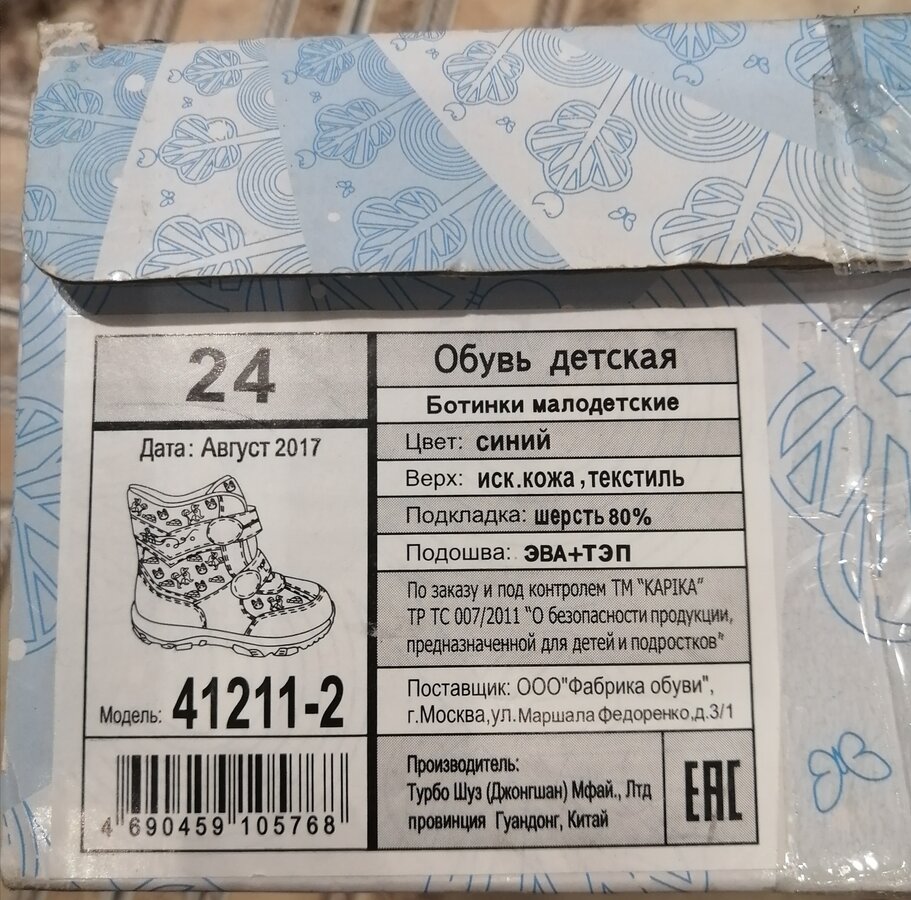 24
Дата: Август 2017
Модель: 41211-2
4 690459 105768
Обувь детская
Ботинки малодетские
Цвет: синий
Верх: иск.кожа,текстиль
Подкладка: шерсть 80%
Подошва: ЭВА+ТЭП
По заказу и под контролем ТМ "KAPIKA"
ТР ТС 007/2011 "О безопасности продукции,
предназначенной для детей и подростков"
Поставщик: ООО"Фабрика обуви",
г.Москва,ул.Маршала Федоренко,д.3/1
Производитель:
Турбо Шуз (Джонгшан) Мфай., Лтд
провинция Гуандонг, Китай
EAC